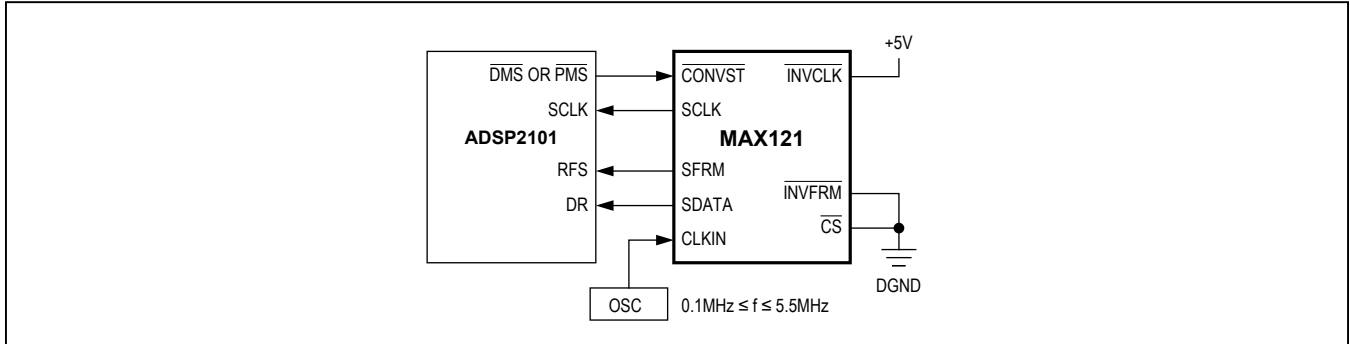 +5V
DMS OR PMS
CONVST
INVCLK
SCLK
SCLK
ADSP2101
MAX121
RFS
SFRM
INVFRM
DR
SDATA
CS
CLKIN
DGND
OSC
0.1MHz ≤ f ≤ 5.5MHz